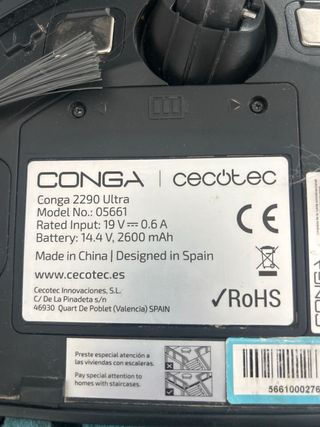 CONGA | cecotec
Conga 2290 Ultra
Model No.: 05661
Rated Input: 19 V ⎓ 0.6 A
Battery: 14.4 V, 2600 mAh
Made in China | Designed in Spain
www.cecotec.es
CE
Cecotec Innovaciones, S.L.
C/ De La Pinadeta s/n
46930 Quart De Poblet (Valencia) SPAIN
✓RoHS
Preste especial atención a
las viviendas con escaleras.
Pay special attention to
homes with staircases.
5661000276